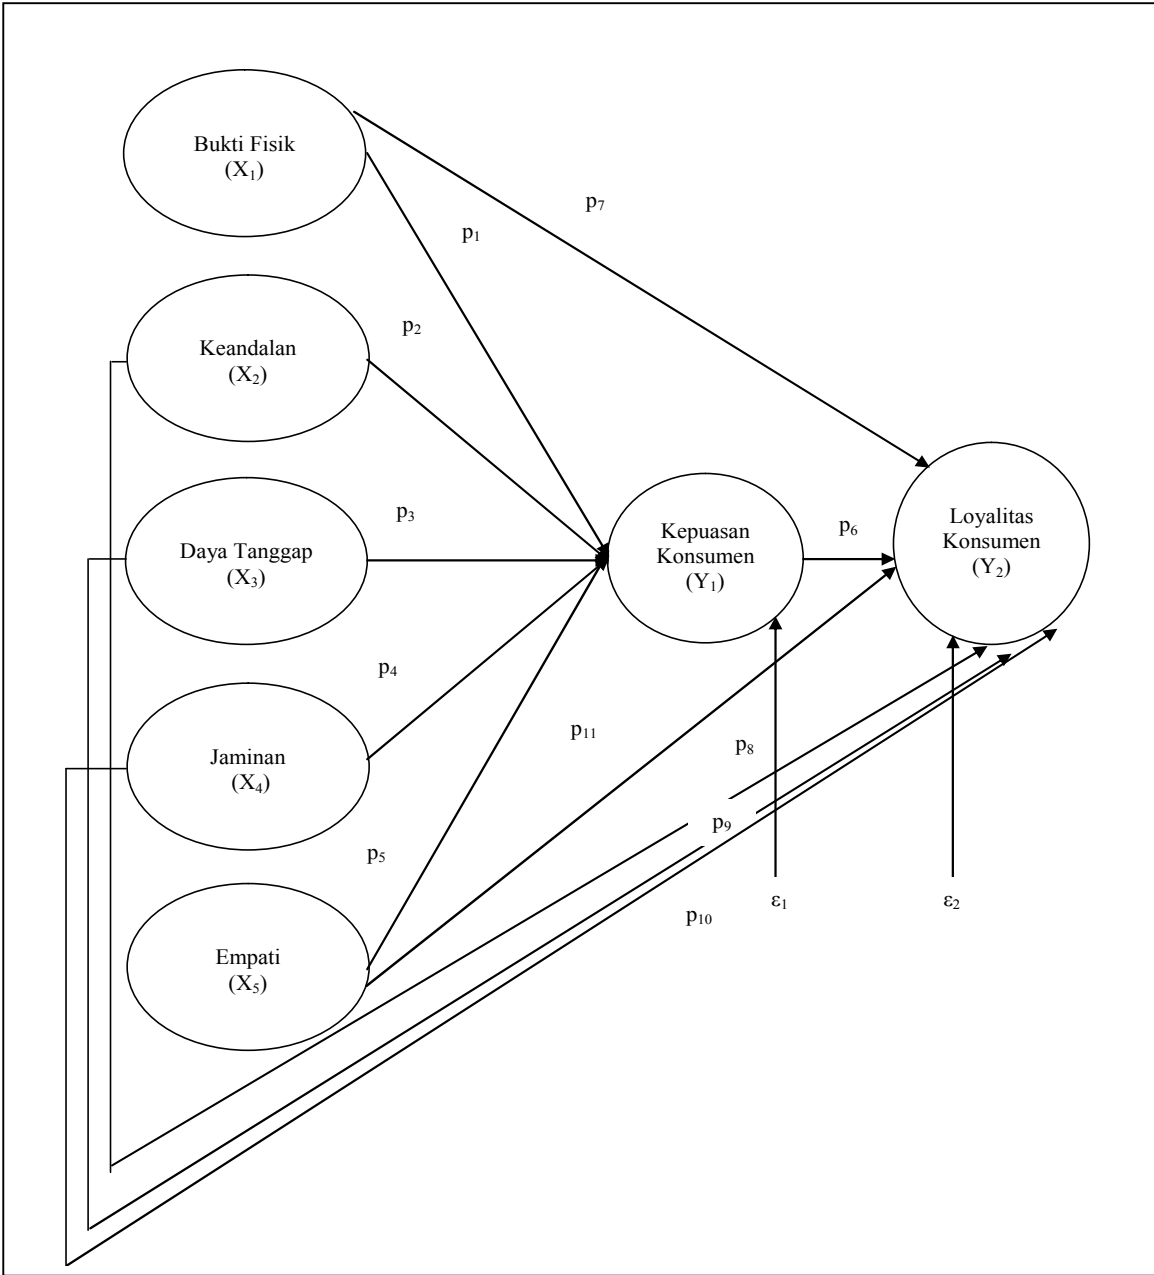 Bukti Fisik
(X₁)
p₇
p₁
p₂
Keandalan
(X₂)
p₃
Daya Tanggap
(X₃)
Kepuasan
Konsumen
(Y₁)
p₆
Loyalitas
Konsumen
(Y₂)
p₄
Jaminan
(X₄)
p₁₁
p₈
p₉
p₅
Empati
(X₅)
p₁₀
ε₁
ε₂